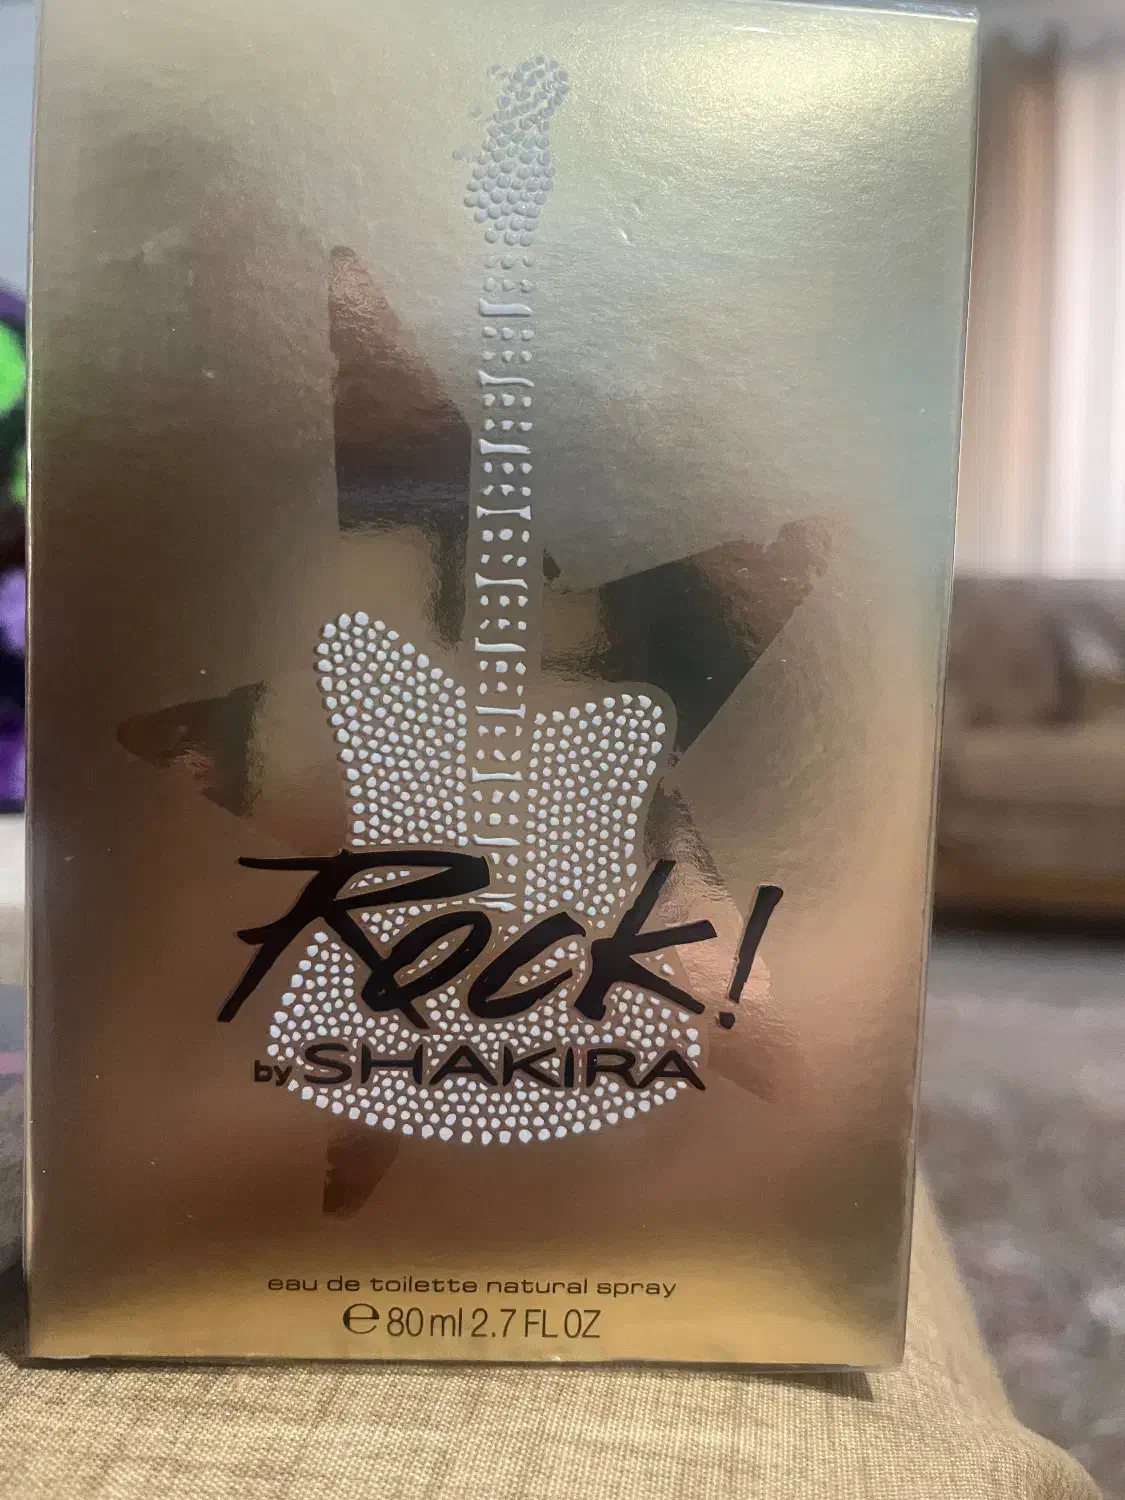 Rock!
by SHAKIRA
eau de toilette natural spray
℮ 80 ml 2.7 FL OZ